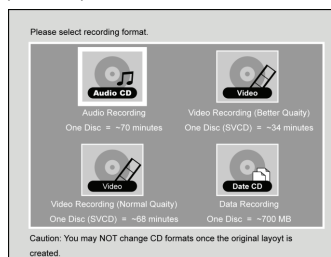 Please select recording format.
Audio CD
Audio Recording
One Disc = ~70 minutes
Video
Video Recording (Better Quaity)
One Disc (SVCD) = ~34 minutes
Video
Video Recording (Normal Quaity)
One Disc (SVCD) = ~68 minutes
Date CD
Data Recording
One Disc = ~700 MB
Caution: You may NOT change CD formats once the original layoyt is
created.